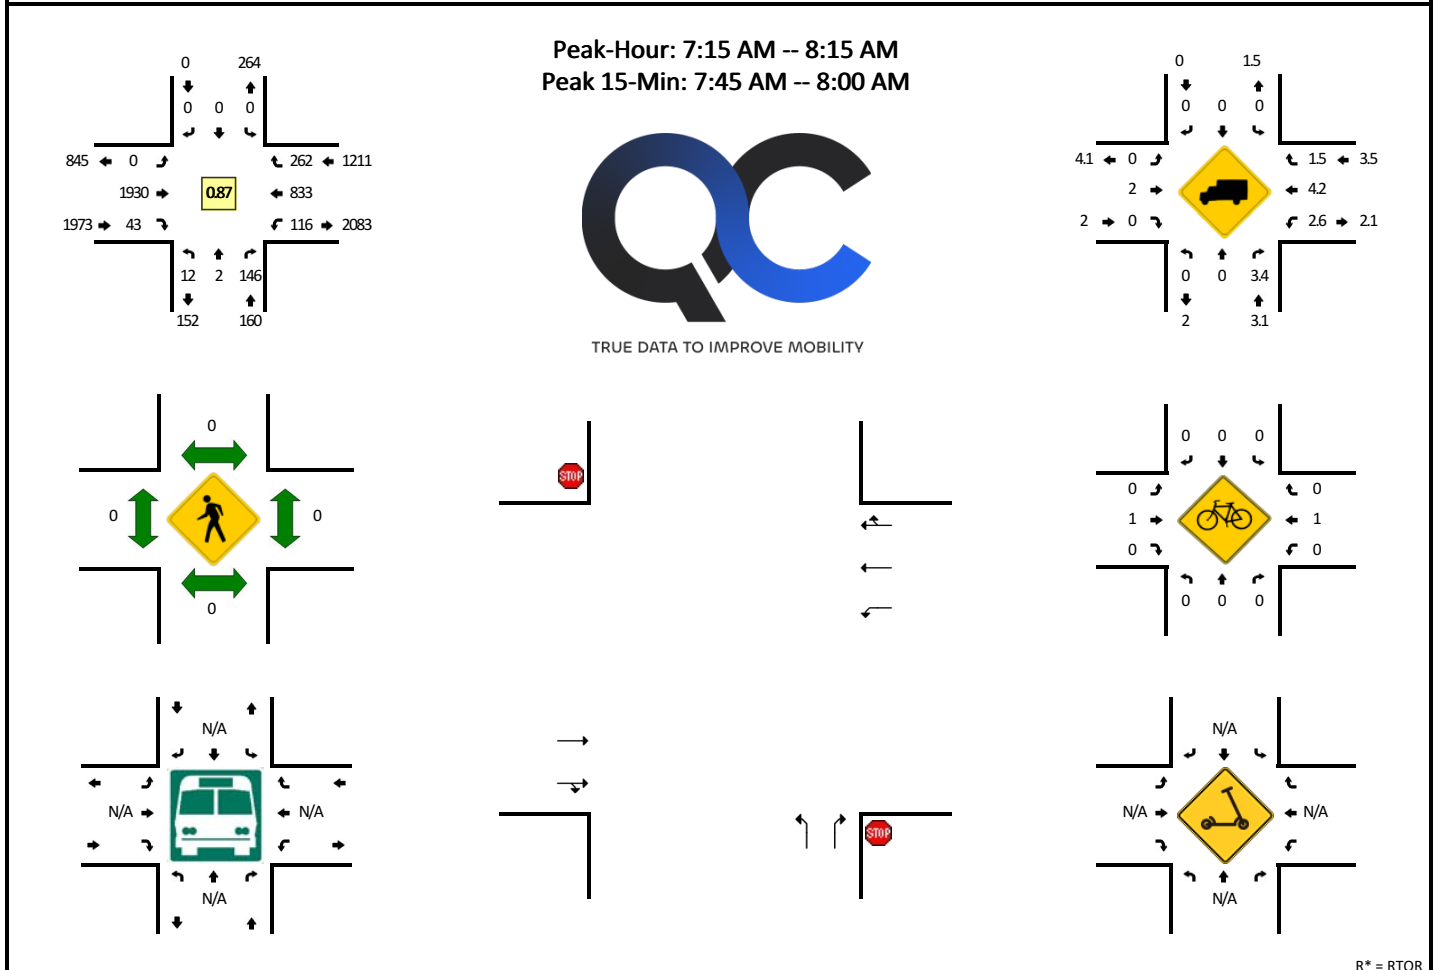 Peak-Hour: 7:15 AM -- 8:15 AM
Peak 15-Min: 7:45 AM -- 8:00 AM
0 264
0 0 0
845 0 262 1211
1930 0.87 833
1973 43 116 2083
12 2 146
152 160
TRUE DATA TO IMPROVE MOBILITY
0 1.5
0 0 0
4.1 0 1.5 3.5
2 4.2
2 0 2.6 2.1
0 0 3.4
2 3.1
0
0 0
0
STOP
STOP
0 0 0
0 0
1 1
0 0
0 0 0
N/A
N/A N/A
N/A
N/A
N/A N/A
N/A
R* = RTOR